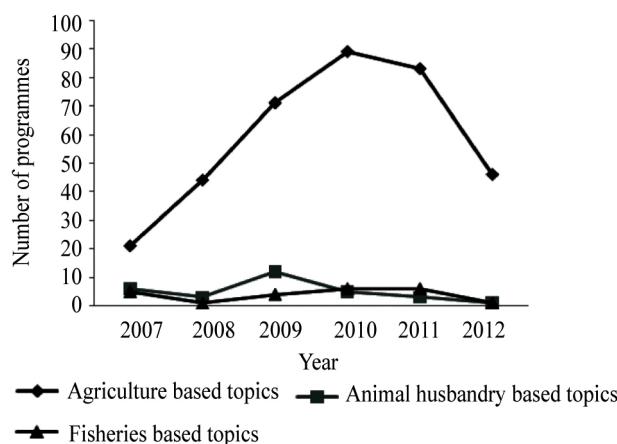 100
90
80
70
60
50
40
30
20
10
0
Number of programmes
2007 2008 2009 2010 2011 2012
Year
Agriculture based topics Animal husbandry based topics
Fisheries based topics